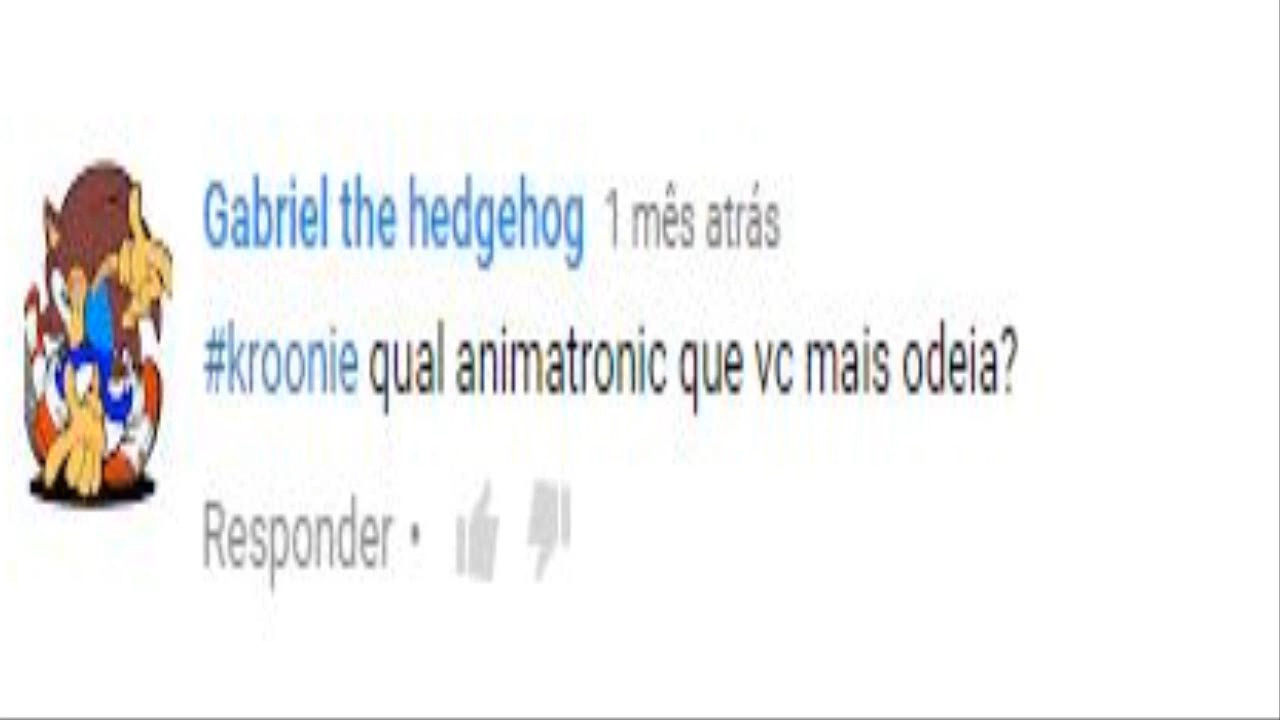 Gabriel the hedgehog 1 mês atrás
#kroonie qual animatronic que vc mais odeia?
Responder •